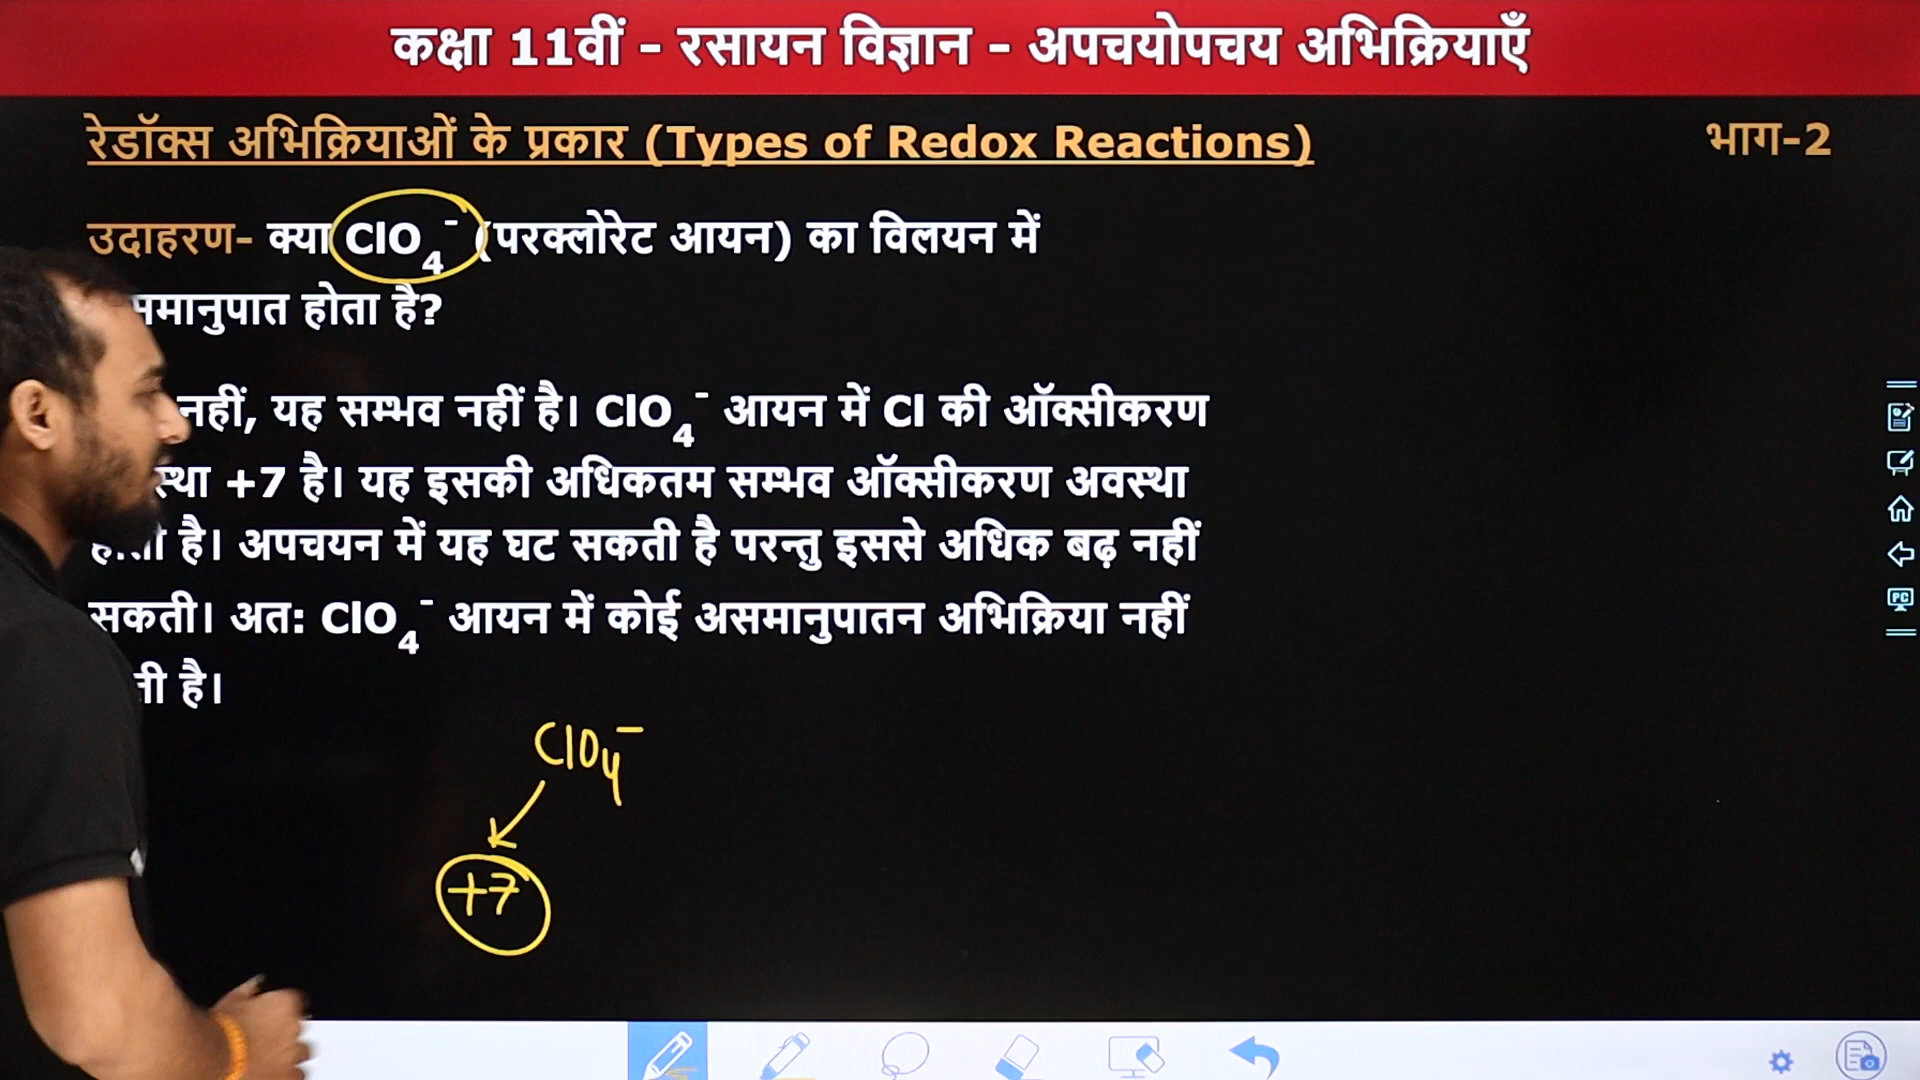 कक्षा 11वीं - रसायन विज्ञान - अपचयोपचय अभिक्रियाएँ
रेडॉक्स अभिक्रियाओं के प्रकार (Types of Redox Reactions) भाग-2
उदाहरण- क्या ClO₄⁻ (परक्लोरेट आयन) का विलयन में
होता है?
नहीं, यह सम्भव नहीं है। ClO₄⁻ आयन में Cl की ऑक्सीकरण
+7 है। यह इसकी अधिकतम सम्भव ऑक्सीकरण अवस्था
है। अपचयन में यह घट सकती है परन्तु इससे अधिक बढ़ नहीं
सकती। अत: ClO₄⁻ आयन में कोई असमानुपातन अभिक्रिया नहीं
है।
ClO₄⁻
+7
PC